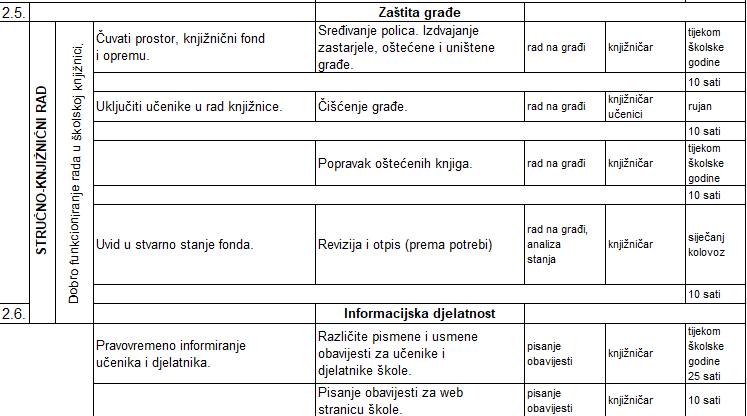 2.5.
Zaštita građe
STRUČNO-KNJIŽNIČNI RAD
Dobro funkcioniranje rada u školskoj knjižnici.
Čuvati prostor, knjižnični fond
i opremu.
Sređivanje polica. Izdvajanje
zastarjele, oštećene i uništene
građe.
rad na građi
knjižničar
tijekom
školske
godine
10 sati
Uključiti učenike u rad knjižnice.
Čišćenje građe.
rad na građi
knjižničar
učenici
rujan
10 sati
Popravak oštećenih knjiga.
rad na građi
knjižničar
tijekom
školske
godine
10 sati
Uvid u stvarno stanje fonda.
Revizija i otpis (prema potrebi)
rad na građi,
analiza
stanja
knjižničar
siječanj
kolovoz
10 sati
2.6.
Informacijska djelatnost
Pravovremeno informiranje
učenika i djelatnika.
Različite pismene i usmene
obavijesti za učenike i
djelatnike škole.
pisanje
obavijesti
knjižničar
tijekom
školske
godine
25 sati
Pisanje obavijesti za web
stranicu škole.
pisanje
obavijesti
knjižničar
10 sati